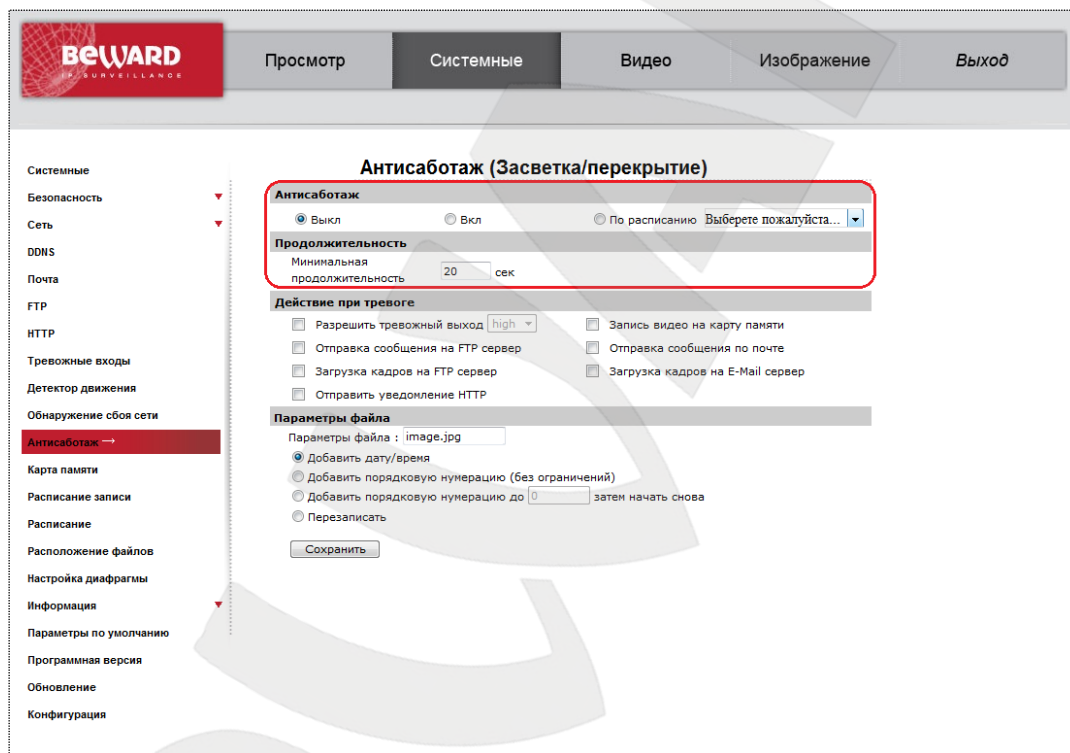 BEWARD
IP SURVEILLANCE
Просмотр
Системные
Видео
Изображение
Выход
Системные
Безопасность
Сеть
DDNS
Почта
FTP
HTTP
Тревожные входы
Детектор движения
Обнаружение сбоя сети
Антисаботаж →
Карта памяти
Расписание записи
Расписание
Расположение файлов
Настройка диафрагмы
Информация
Параметры по умолчанию
Программная версия
Обновление
Конфигурация
Антисаботаж (Засветка/перекрытие)
Антисаботаж
Выкл Вкл По расписанию Выберете пожалуйста...
Продолжительность
Минимальная
продолжительность 20 сек
Действие при тревоге
Разрешить тревожный выход high Запись видео на карту памяти
Отправка сообщения на FTP сервер Отправка сообщения по почте
Загрузка кадров на FTP сервер Загрузка кадров на E-Mail сервер
Отправить уведомление HTTP
Параметры файла
Параметры файла : image.jpg
Добавить дату/время
Добавить порядковую нумерацию (без ограничений)
Добавить порядковую нумерацию до 0 затем начать снова
Перезаписать
Сохранить